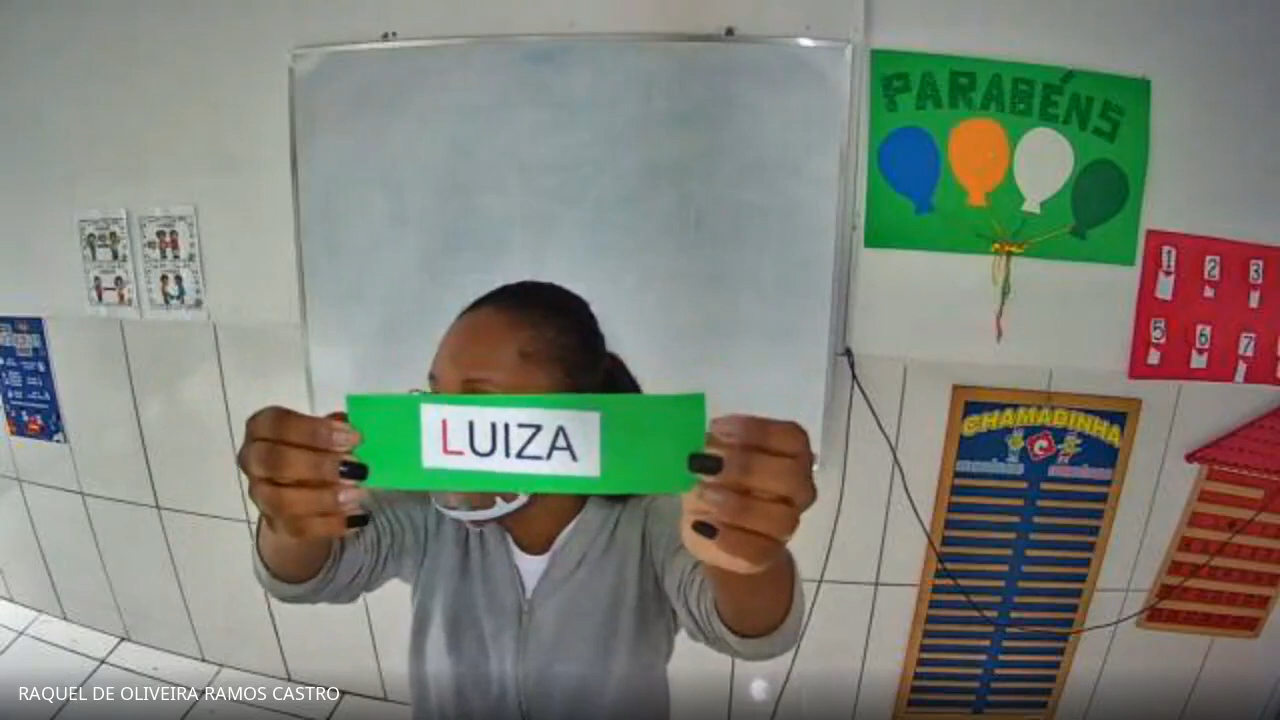 PARABÉNS
1 2 3
5 6 7
LUIZA
CHAMADINHA
RAQUEL DE OLIVEIRA RAMOS CASTRO